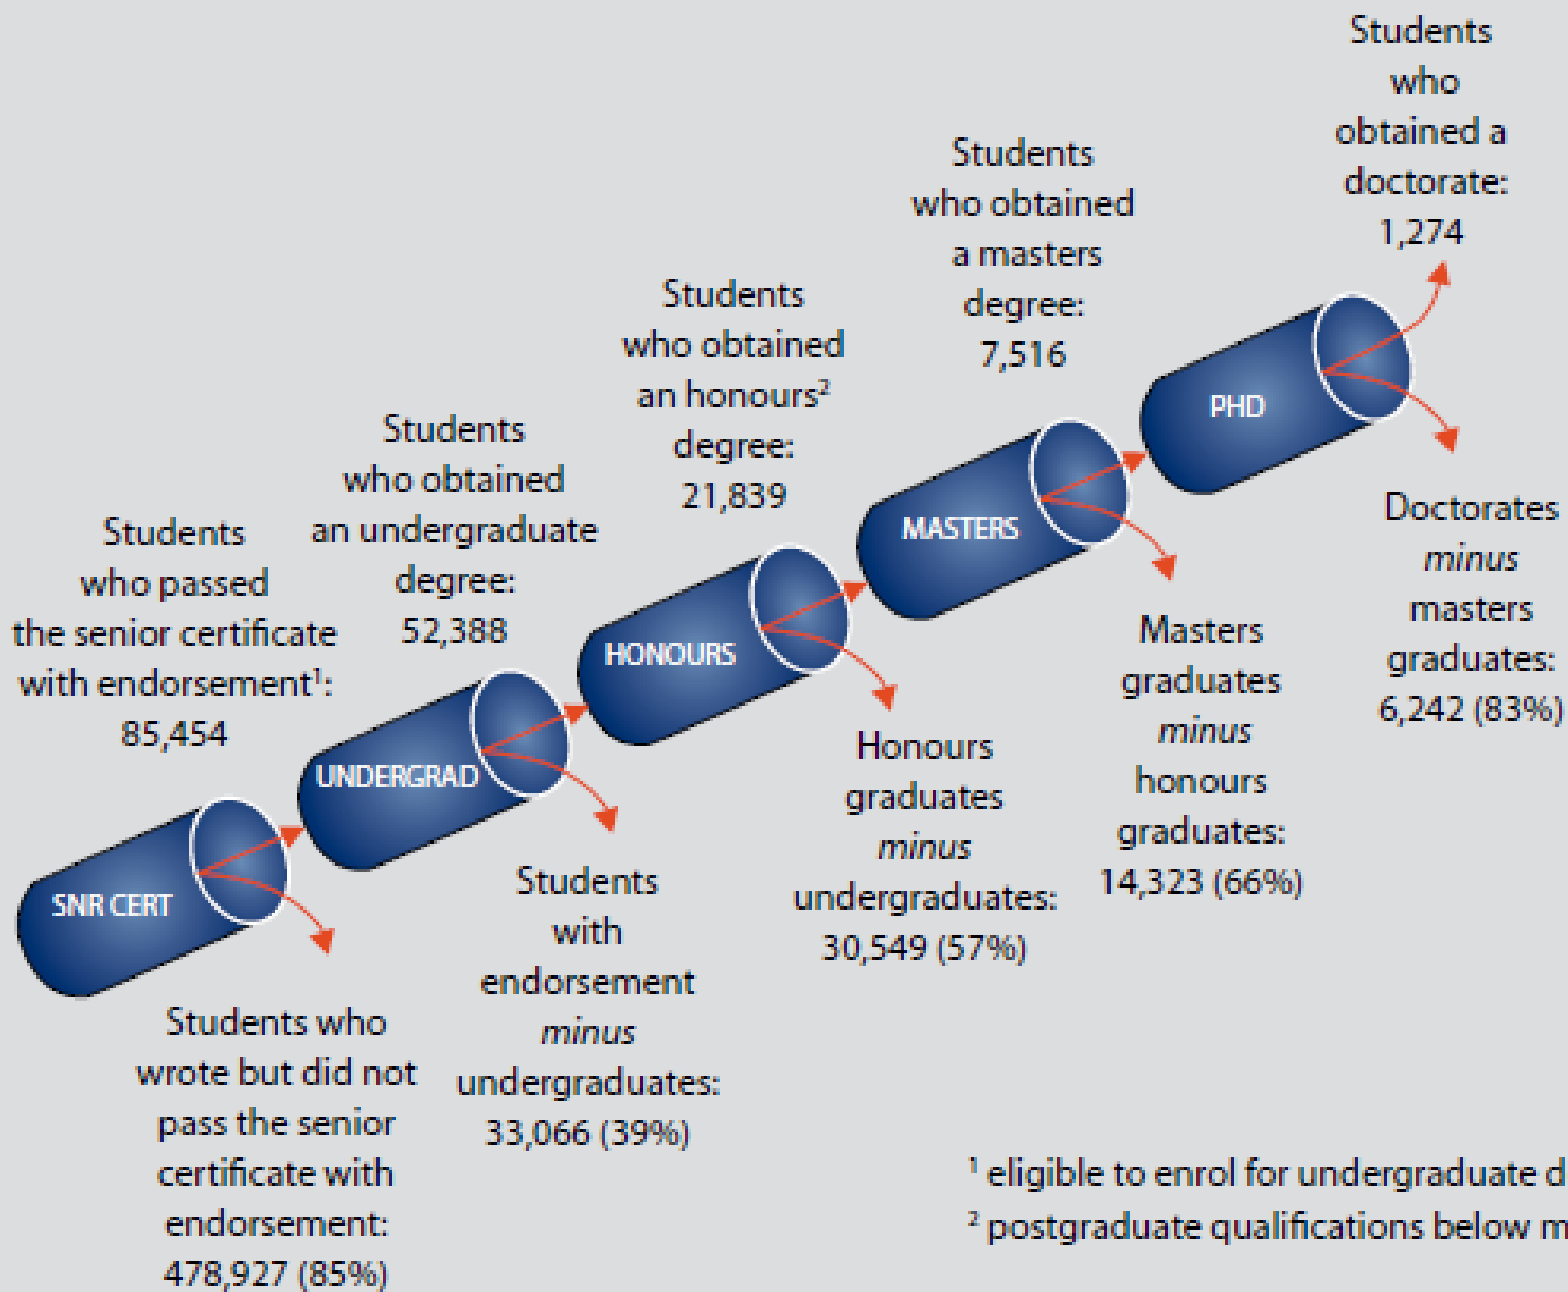 Students
who passed
the senior certificate
with endorsement¹:
85,454
Students
who obtained
an undergraduate
degree:
52,388
Students
who obtained
an honours²
degree:
21,839
Students
who obtained
a masters
degree:
7,516
Students
who
obtained a
doctorate:
1,274
SNR CERT
UNDERGRAD
HONOURS
MASTERS
PHD
Students who
wrote but did not
pass the senior
certificate with
endorsement:
478,927 (85%)
Students
with
endorsement
minus
undergraduates:
33,066 (39%)
Honours
graduates
minus
undergraduates:
30,549 (57%)
Masters
graduates
minus
honours
graduates:
14,323 (66%)
Doctorates
minus
masters
graduates:
6,242 (83%)
¹ eligible to enrol for undergraduate
² postgraduate qualifications below